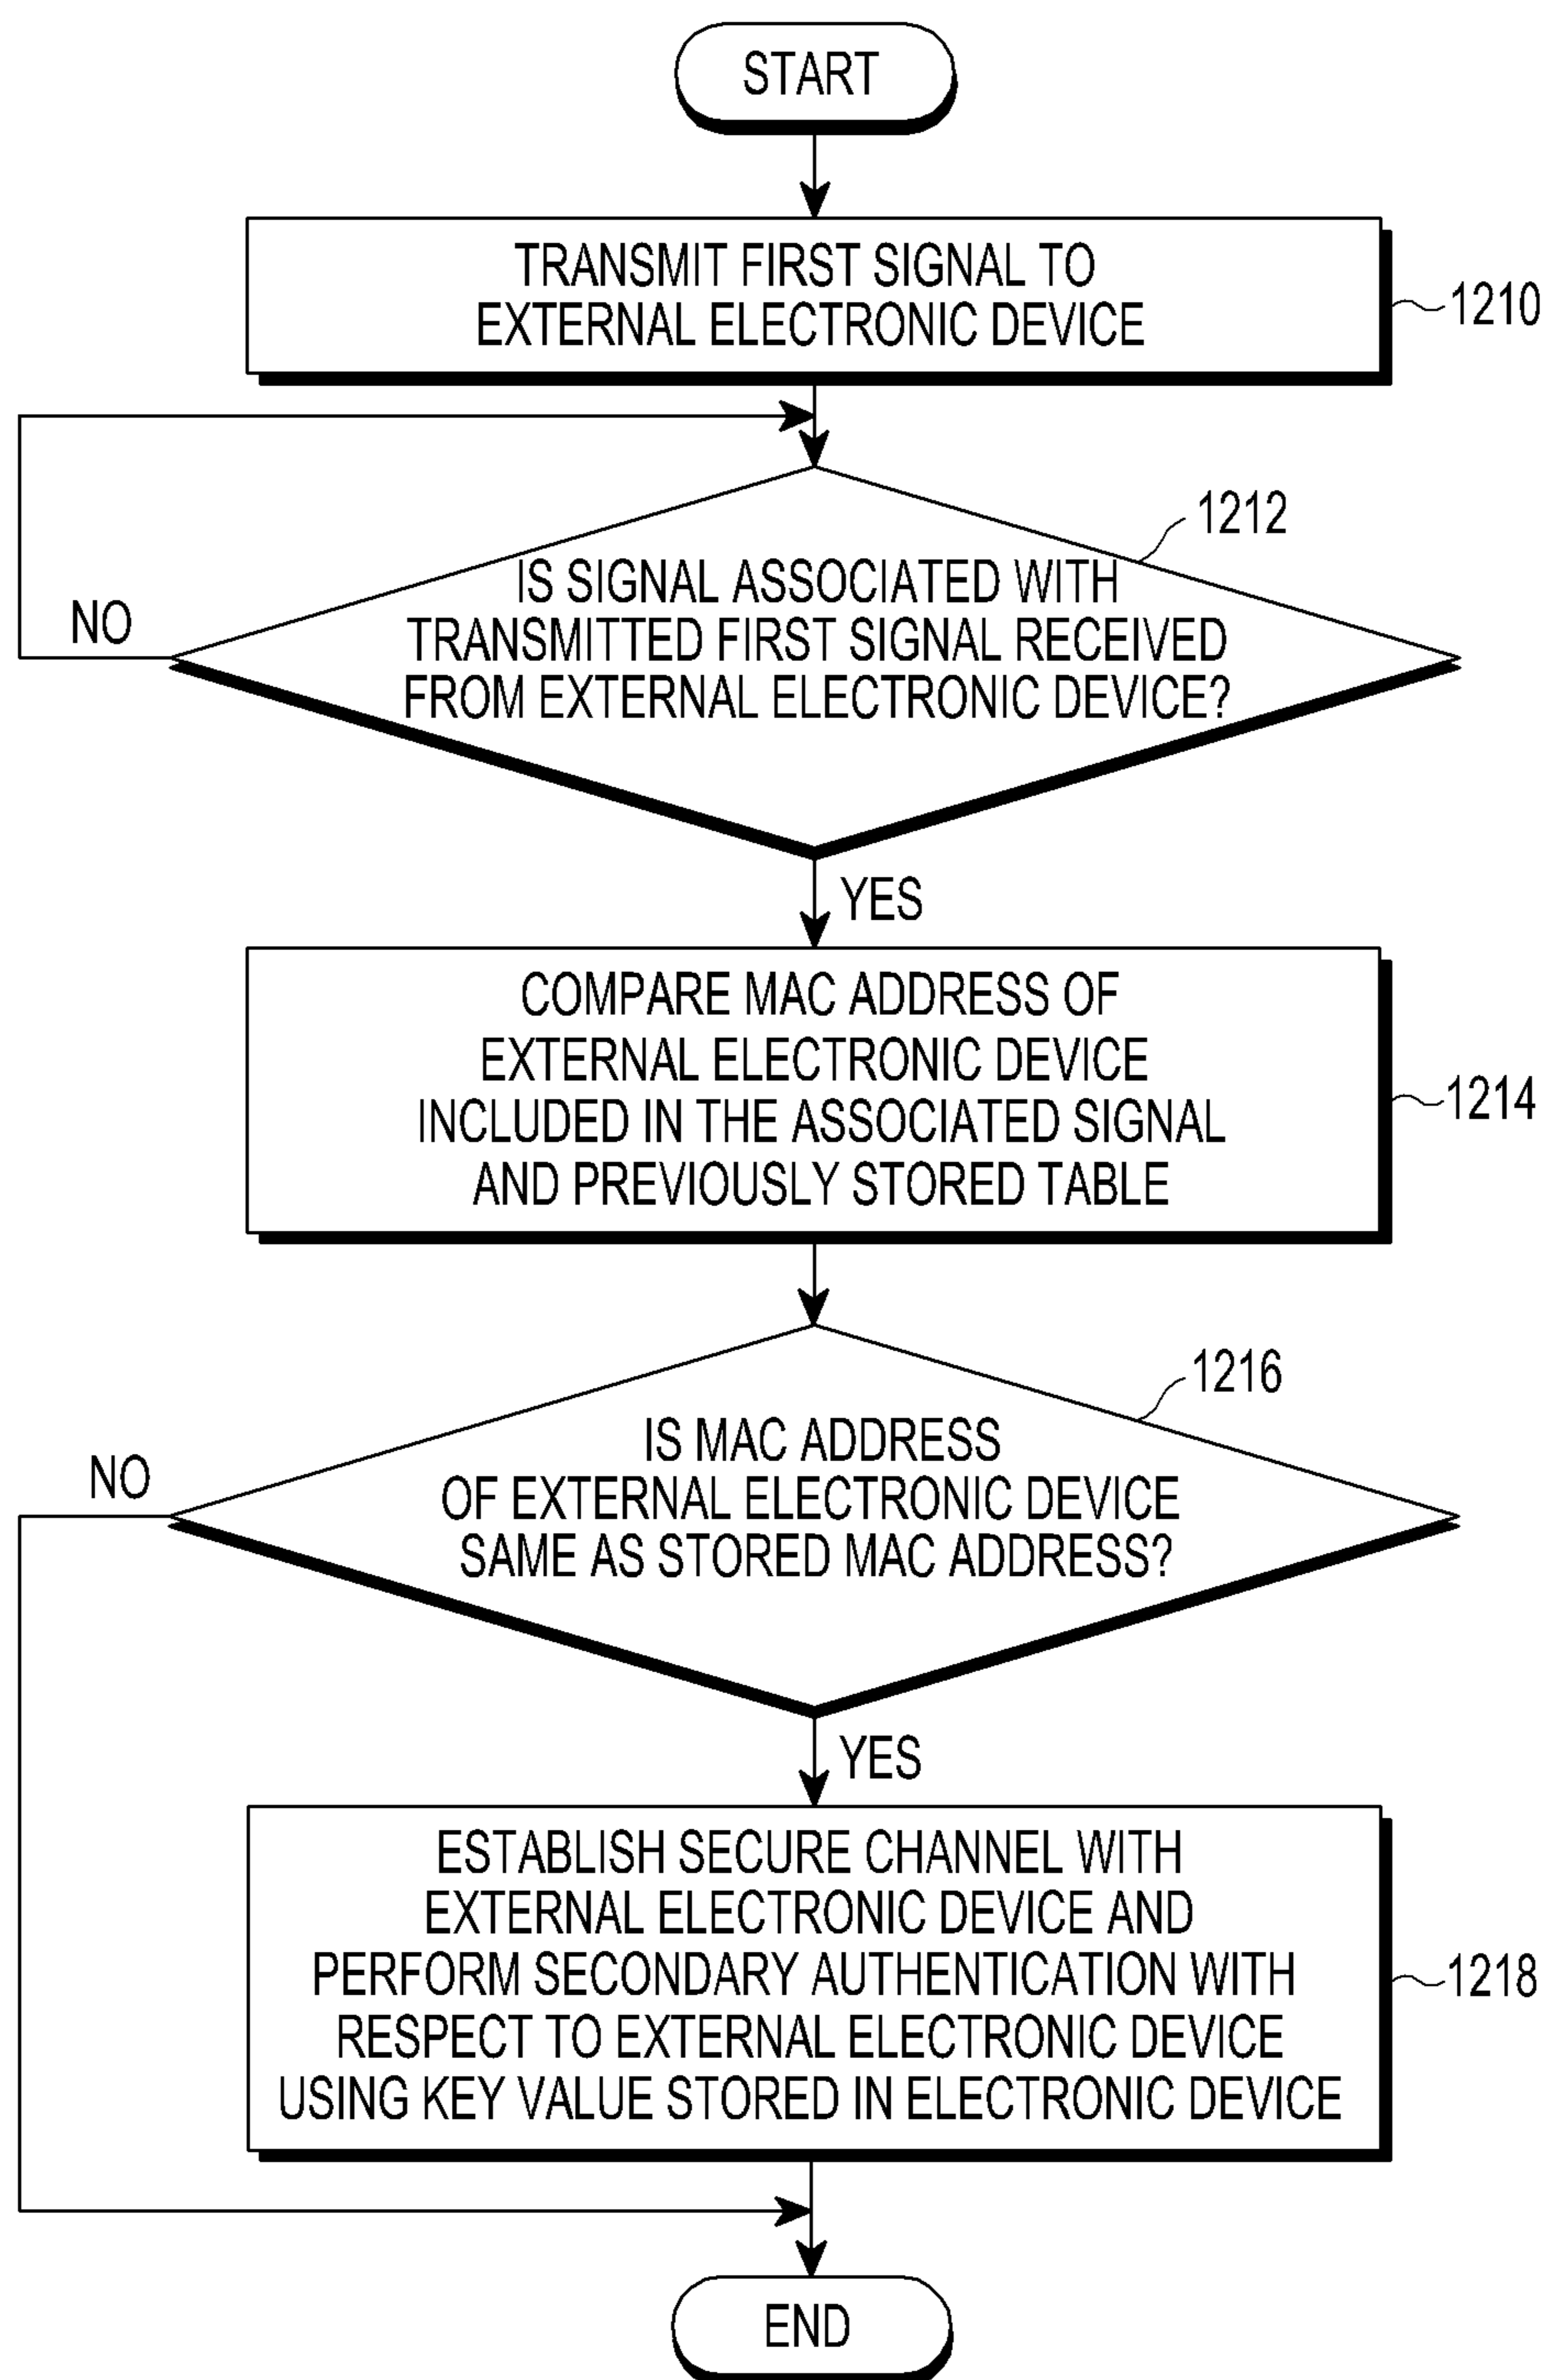 START
TRANSMIT FIRST SIGNAL TO
EXTERNAL ELECTRONIC DEVICE
1210
1212
IS SIGNAL ASSOCIATED WITH
TRANSMITTED FIRST SIGNAL RECEIVED
FROM EXTERNAL ELECTRONIC DEVICE?
NO
YES
COMPARE MAC ADDRESS OF
EXTERNAL ELECTRONIC DEVICE
INCLUDED IN THE ASSOCIATED SIGNAL
AND PREVIOUSLY STORED TABLE
1214
1216
IS MAC ADDRESS
OF EXTERNAL ELECTRONIC DEVICE
SAME AS STORED MAC ADDRESS?
NO
YES
ESTABLISH SECURE CHANNEL WITH
EXTERNAL ELECTRONIC DEVICE AND
PERFORM SECONDARY AUTHENTICATION WITH
RESPECT TO EXTERNAL ELECTRONIC DEVICE
USING KEY VALUE STORED IN ELECTRONIC DEVICE
1218
END